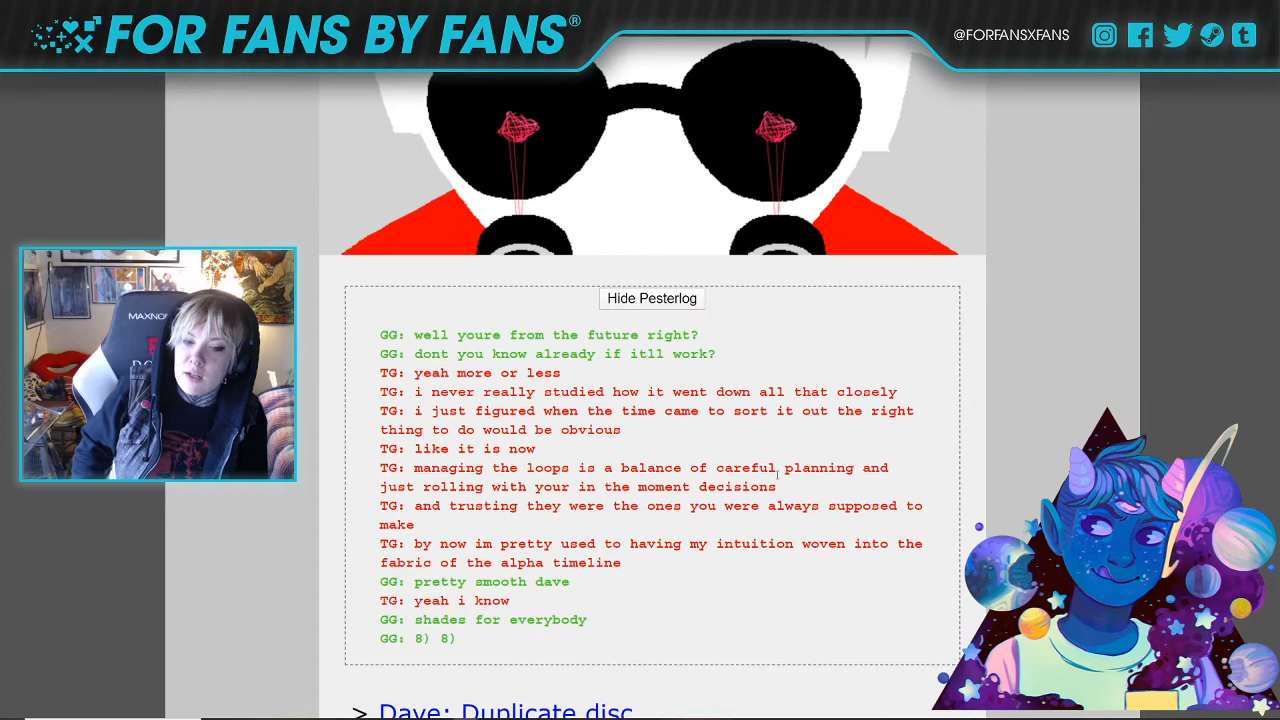 FOR FANS BY FANS®
@FORFANSXFANS
MAXNO
Hide Pesterlog
GG: well youre from the future right?
GG: dont you know already if itll work?
TG: yeah more or less
TG: i never really studied how it went down all that closely
TG: i just figured when the time came to sort it out the right
thing to do would be obvious
TG: like it is now
TG: managing the loops is a balance of careful planning and
just rolling with your in the moment decisions
TG: and trusting they were the ones you were always supposed to
make
TG: by now im pretty used to having my intuition woven into the
fabric of the alpha timeline
GG: pretty smooth dave
TG: yeah i know
GG: shades for everybody
GG: 8) 8)
> Dave: Duplicate disc